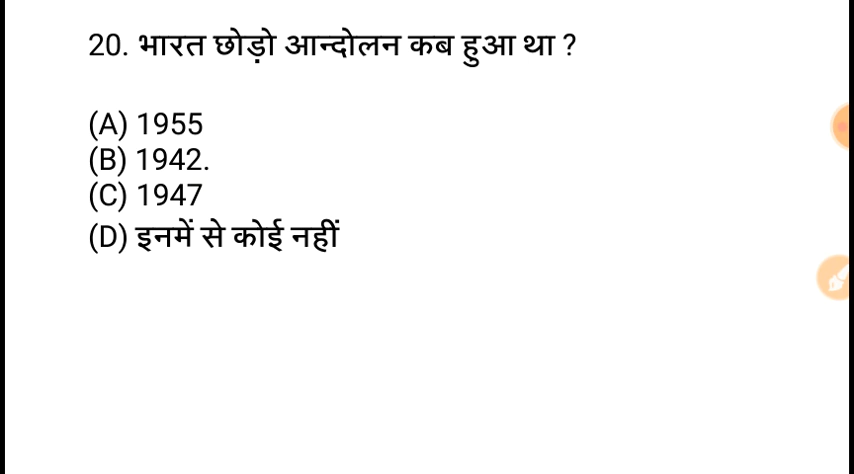 20. भारत छोड़ो आन्दोलन कब हुआ था ?
(A) 1955
(B) 1942.
(C) 1947
(D) इनमें से कोई नहीं